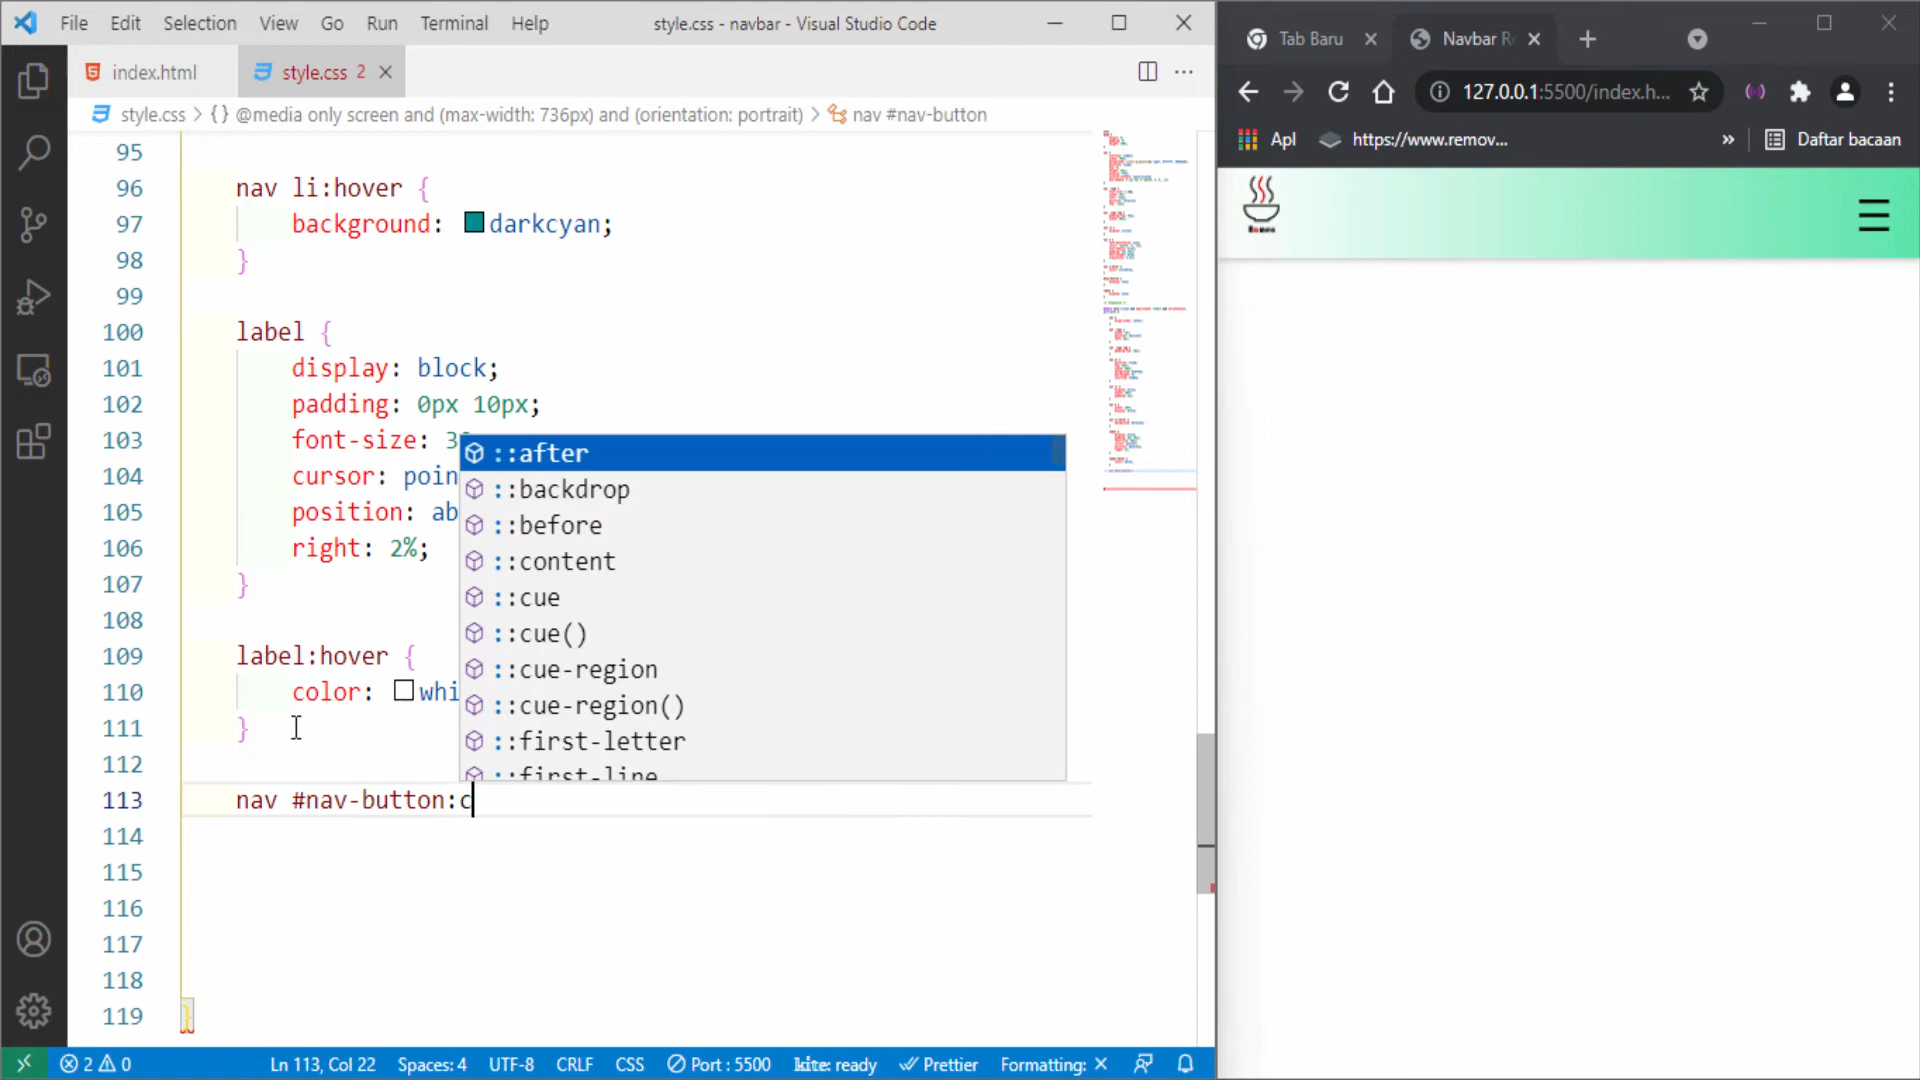 File Edit Selection View Go Run Terminal Help style.css - navbar - Visual Studio Code
index.html style.css 2
style.css > {} @media only screen and (max-width: 736px) and (orientation: portrait) > nav #nav-button
95
96 nav li:hover {
97 background: darkcyan;
98 }
99
100 label {
101 display: block;
102 padding: 0px 10px;
103 font-size: 3
104 cursor: poin
105 position: ab
106 right: 2%;
107 }
108
109 label:hover {
110 color: whi
111 }
112
113 nav #nav-button:c
114
115
116
117
118
119 }
::after
::backdrop
::before
::content
::cue
::cue()
::cue-region
::cue-region()
::first-letter
::first-line
2 0 Ln 113, Col 22 Spaces: 4 UTF-8 CRLF CSS Port : 5500 kite: ready Prettier Formatting: ×
Tab Baru Navbar R
127.0.0.1:5500/index.h...
Apl https://www.remov... » Daftar bacaan